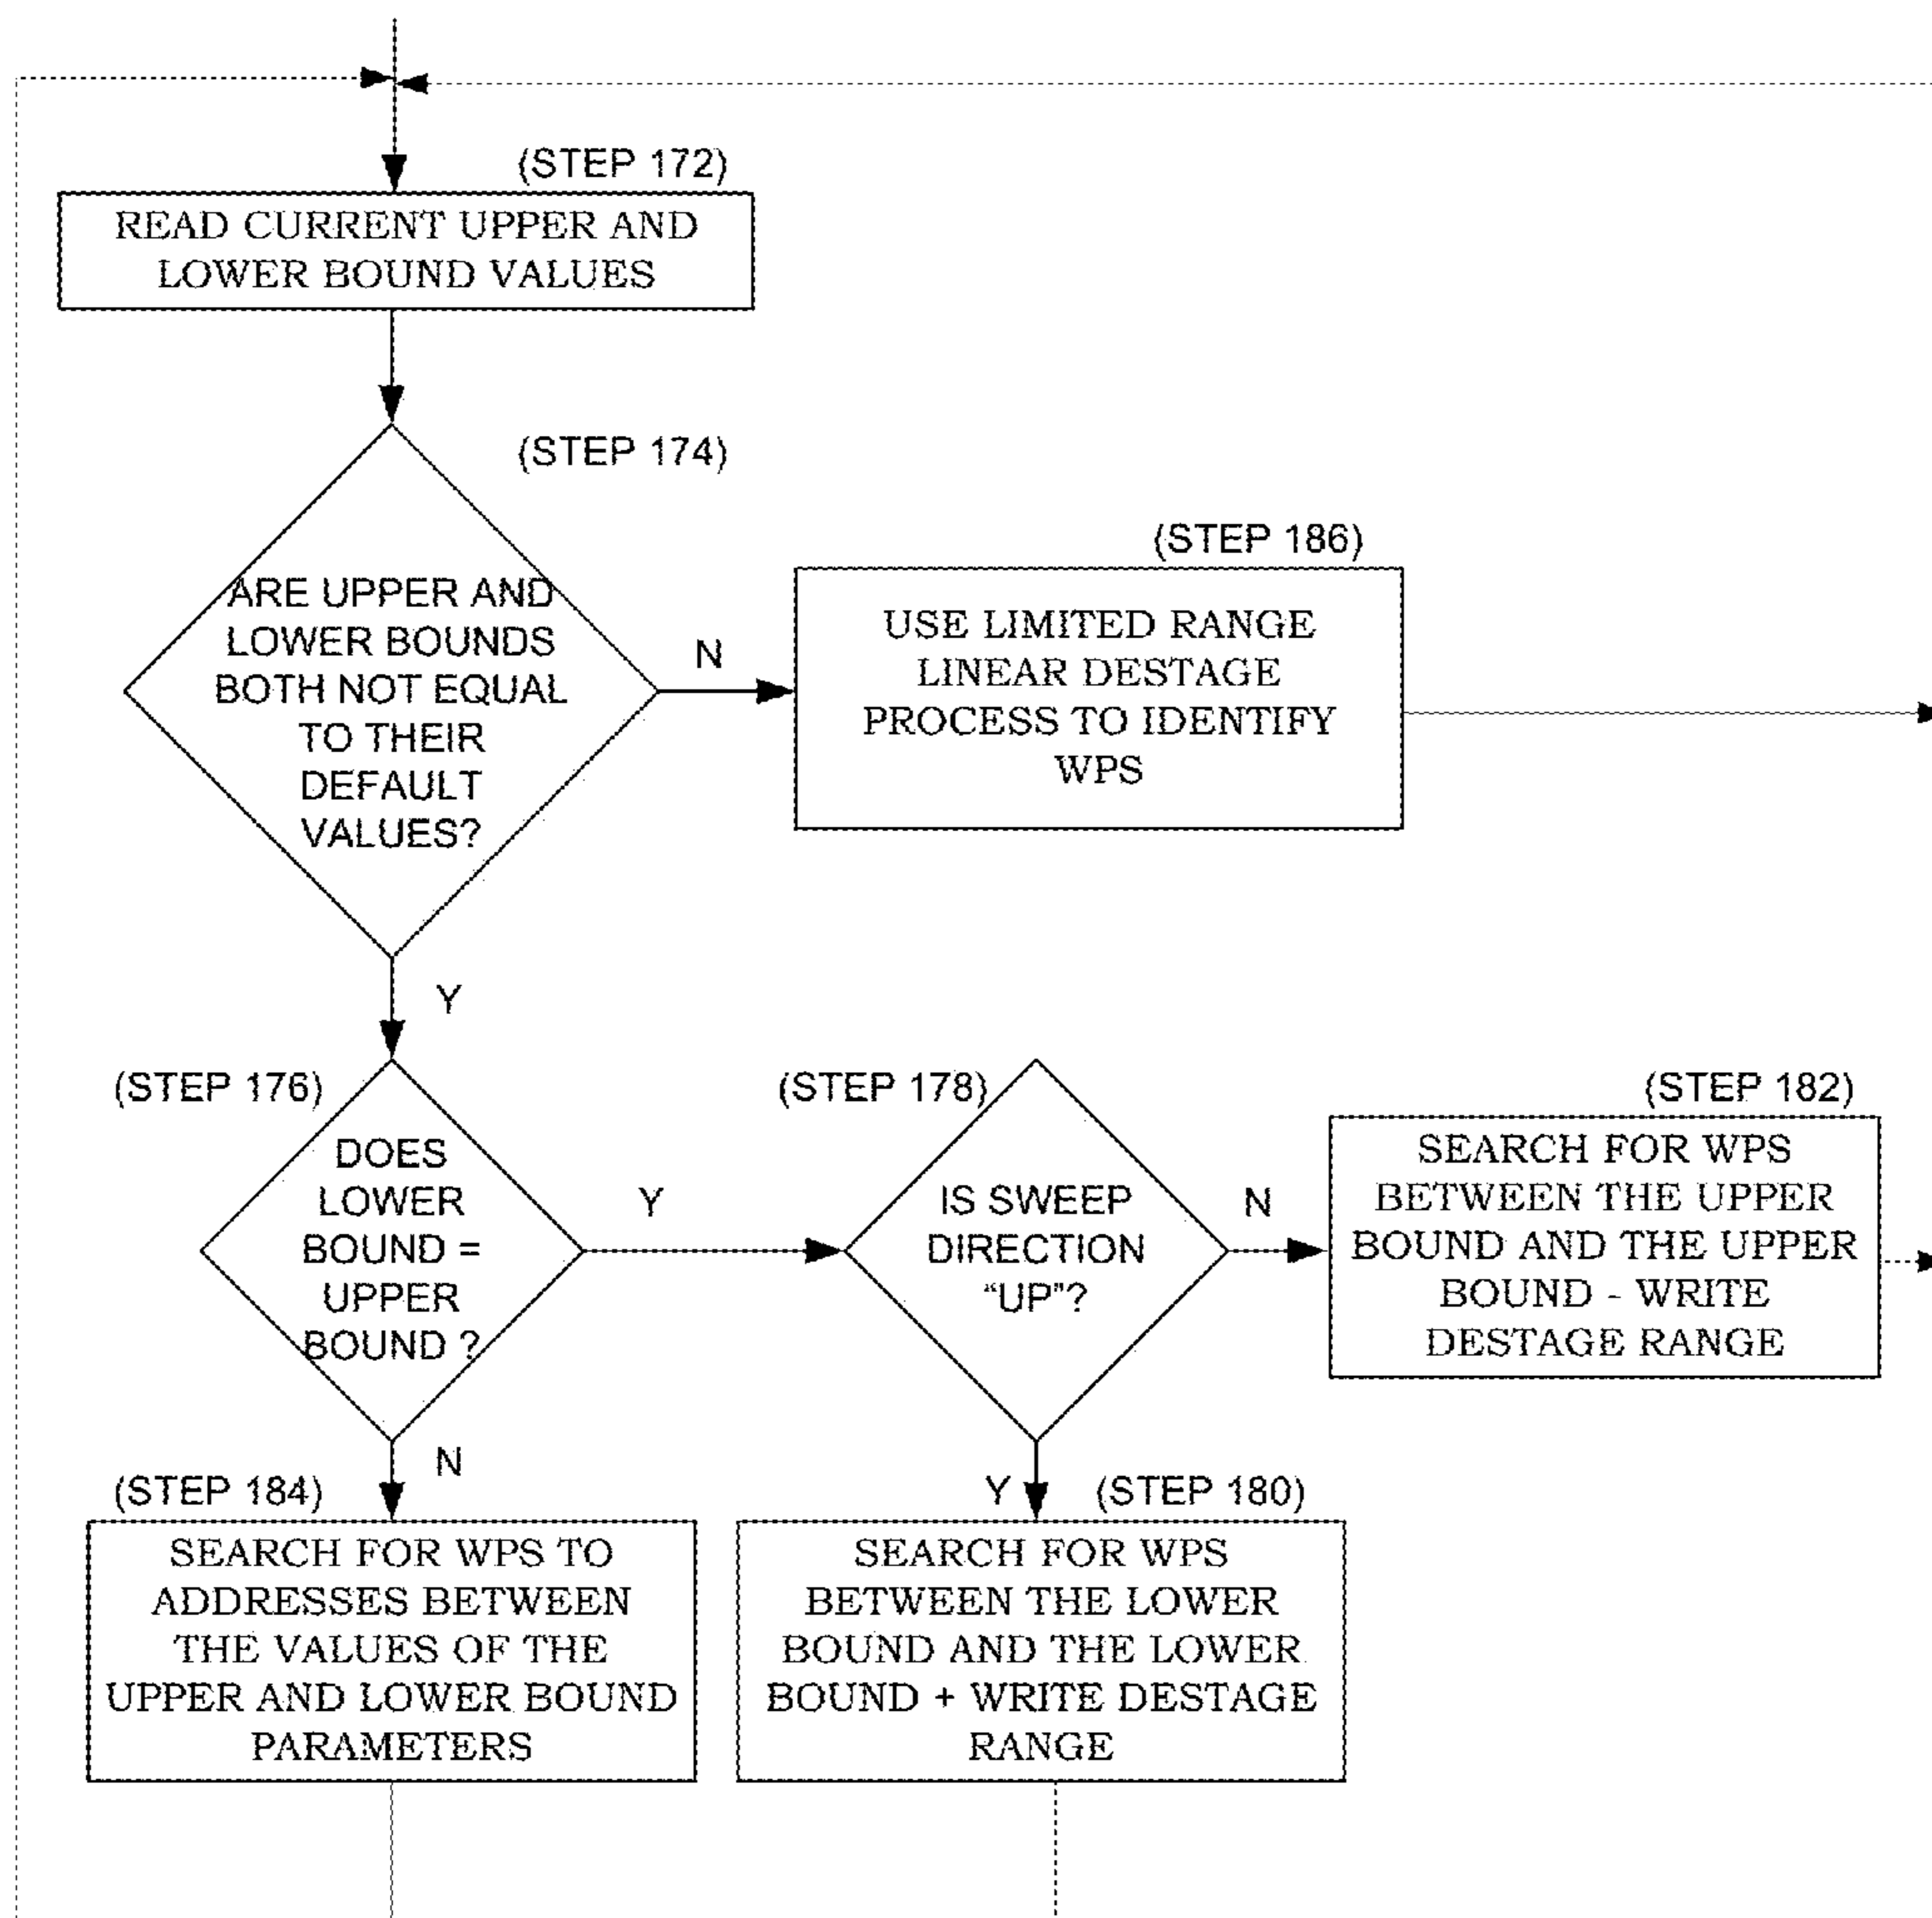 (STEP 172)
READ CURRENT UPPER AND
LOWER BOUND VALUES
(STEP 174)
ARE UPPER AND
LOWER BOUNDS
BOTH NOT EQUAL
TO THEIR
DEFAULT
VALUES?
N
(STEP 186)
USE LIMITED RANGE
LINEAR DESTAGE
PROCESS TO IDENTIFY
WPS
Y
(STEP 176)
DOES
LOWER
BOUND =
UPPER
BOUND ?
Y
(STEP 178)
IS SWEEP
DIRECTION
“UP”?
N
(STEP 182)
SEARCH FOR WPS
BETWEEN THE UPPER
BOUND AND THE UPPER
BOUND - WRITE
DESTAGE RANGE
N
(STEP 184)
SEARCH FOR WPS TO
ADDRESSES BETWEEN
THE VALUES OF THE
UPPER AND LOWER BOUND
PARAMETERS
Y
(STEP 180)
SEARCH FOR WPS
BETWEEN THE LOWER
BOUND AND THE LOWER
BOUND + WRITE DESTAGE
RANGE